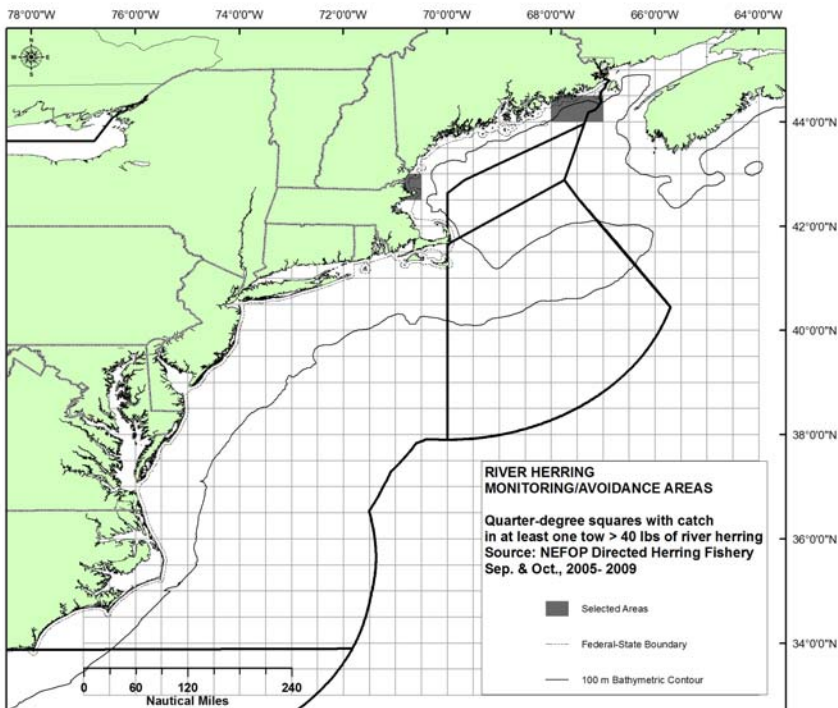 78°0'0"W 76°0'0"W 74°0'0"W 72°0'0"W 70°0'0"W 68°0'0"W 66°0'0"W 64°0'0"W
N
W E
S
44°0'0"N
42°0'0"N
40°0'0"N
38°0'0"N
RIVER HERRING
MONITORING/AVOIDANCE AREAS
Quarter-degree squares with catch
in at least one tow > 40 lbs of river herring
Source: NEFOP Directed Herring Fishery
Sep. & Oct., 2005- 2009
36°0'0"N
Selected Areas
Federal-State Boundary
34°0'0"N
100 m Bathymetric Contour
0 60 120 240
Nautical Miles